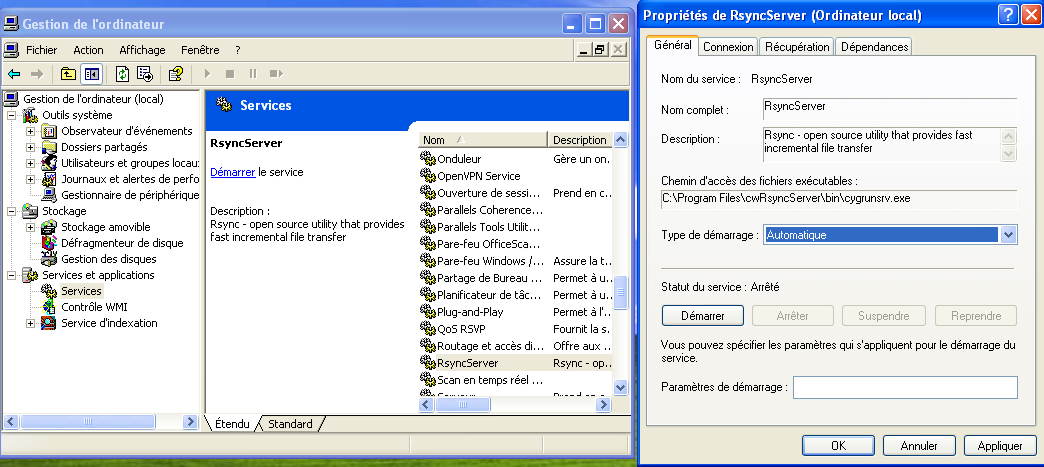 Gestion de l'ordinateur
Fichier Action Affichage Fenêtre ?
Gestion de l'ordinateur (local)
Outils système
Observateur d'événements
Dossiers partagés
Utilisateurs et groupes locau
Journaux et alertes de perfo
Gestionnaire de périphérique
Stockage
Stockage amovible
Défragmenteur de disque
Gestion des disques
Services et applications
Services
Contrôle WMI
Service d'indexation
Services
RsyncServer
Démarrer le service
Description :
Rsync - open source utility that provides
fast incremental file transfer
Nom Description
Onduleur Gère un on...
OpenVPN Service
Ouverture de sessi... Prend en c...
Parallels Coherence...
Parallels Tools Utilit...
Pare-feu OfficeSca...
Pare-feu Windows /... Assure la t...
Partage de Bureau ... Permet à u...
Planificateur de tâc... Permet à u...
Plug-and-Play Permet à l'...
QoS RSVP Fournit la s...
Routage et accès di... Offre aux ...
RsyncServer Rsync - op...
Scan en temps réel ...
Serveur Prend en c...
Étendu Standard
Propriétés de RsyncServer (Ordinateur local)
Général Connexion Récupération Dépendances
Nom du service : RsyncServer
Nom complet : RsyncServer
Description : Rsync - open source utility that provides fast
incremental file transfer
Chemin d'accès des fichiers exécutables :
C:\Program Files\cwRsyncServer\bin\cygrunsrv.exe
Type de démarrage : Automatique
Statut du service : Arrêté
Démarrer Arrêter Suspendre Reprendre
Vous pouvez spécifier les paramètres qui s'appliquent pour le démarrage du
service.
Paramètres de démarrage :
OK Annuler Appliquer